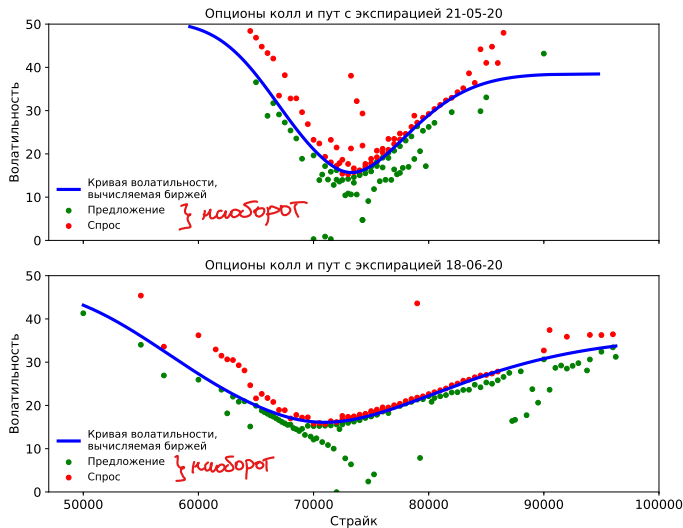 Опционы колл и пут с экспирацией 21-05-20
50
40
30
20
10
0
Волатильность
Кривая волатильности,
вычисляемая биржей
Предложение
Спрос
наоборот
Опционы колл и пут с экспирацией 18-06-20
50
40
30
20
10
0
Волатильность
Кривая волатильности,
вычисляемая биржей
Предложение
Спрос
наоборот
50000 60000 70000 80000 90000 100000
Страйк